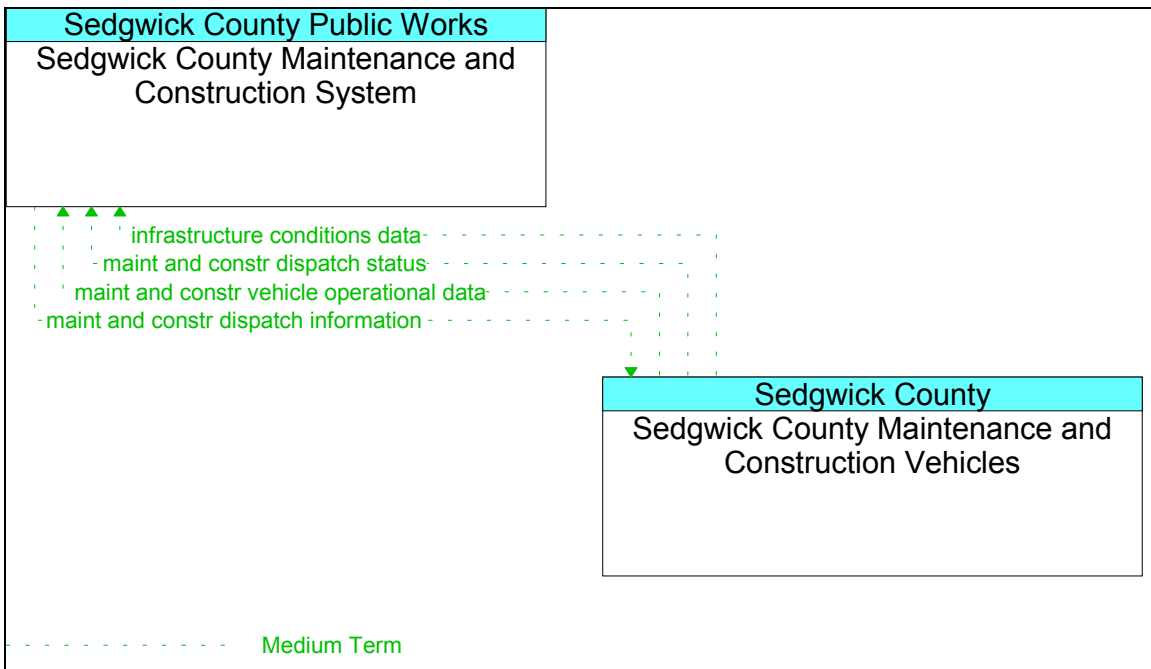 Sedgwick County Public Works
Sedgwick County Maintenance and
Construction System
infrastructure conditions data
maint and constr dispatch status
maint and constr vehicle operational data
maint and constr dispatch information
Sedgwick County
Sedgwick County Maintenance and
Construction Vehicles
Medium Term